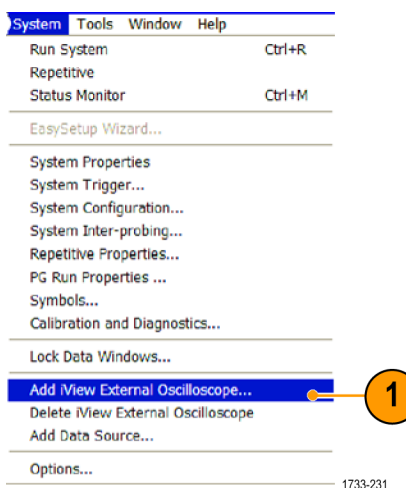 System Tools Window Help
Run System Ctrl+R
Repetitive
Status Monitor Ctrl+M
EasySetup Wizard...
System Properties
System Trigger...
System Configuration...
System Inter-probing...
Repetitive Properties...
PG Run Properties ...
Symbols...
Calibration and Diagnostics...
Lock Data Windows...
Add iView External Oscilloscope... 1
Delete iView External Oscilloscope
Add Data Source...
Options...
1733-231